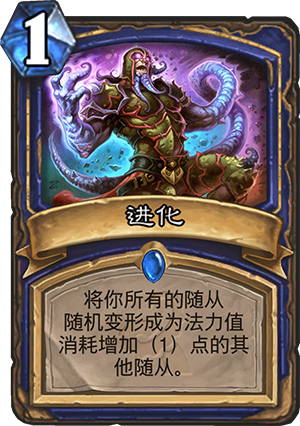 1
进化
将你所有的随从
随机变形成为法力值
消耗增加（1）点的其
他随从。